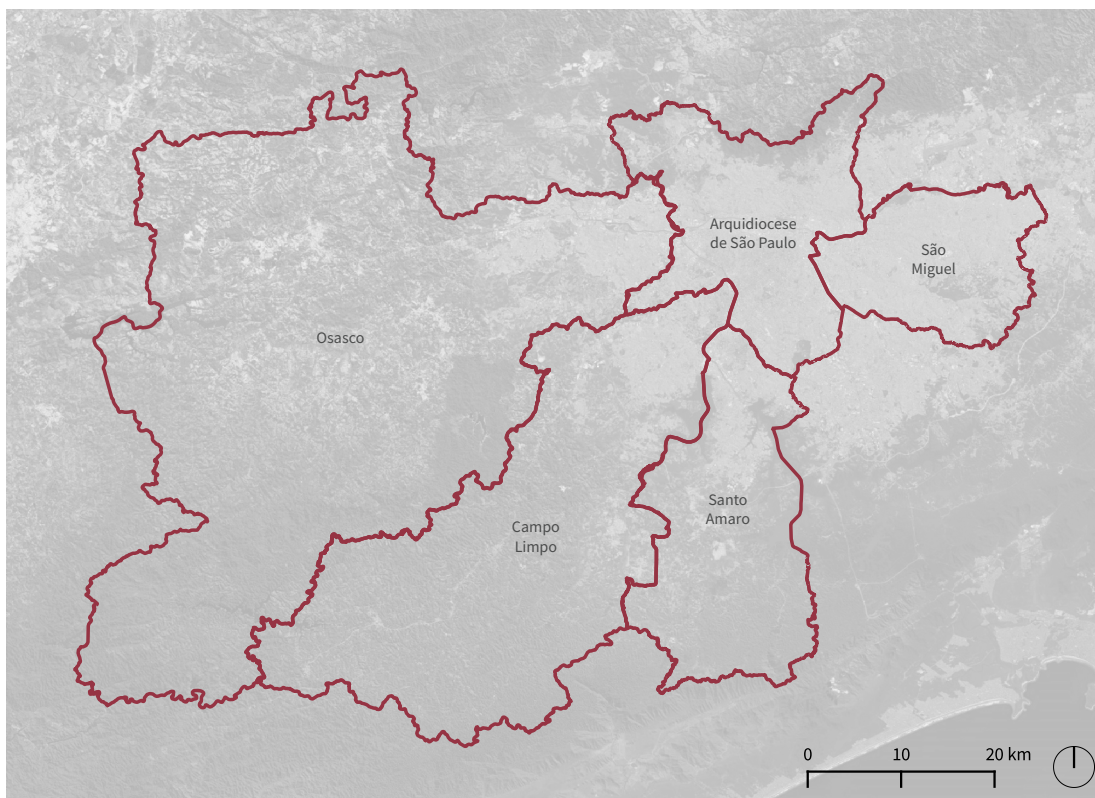 Arquidiocese
de São Paulo
São
Miguel
Osasco
Santo
Amaro
Campo
Limpo
0 10 20 km